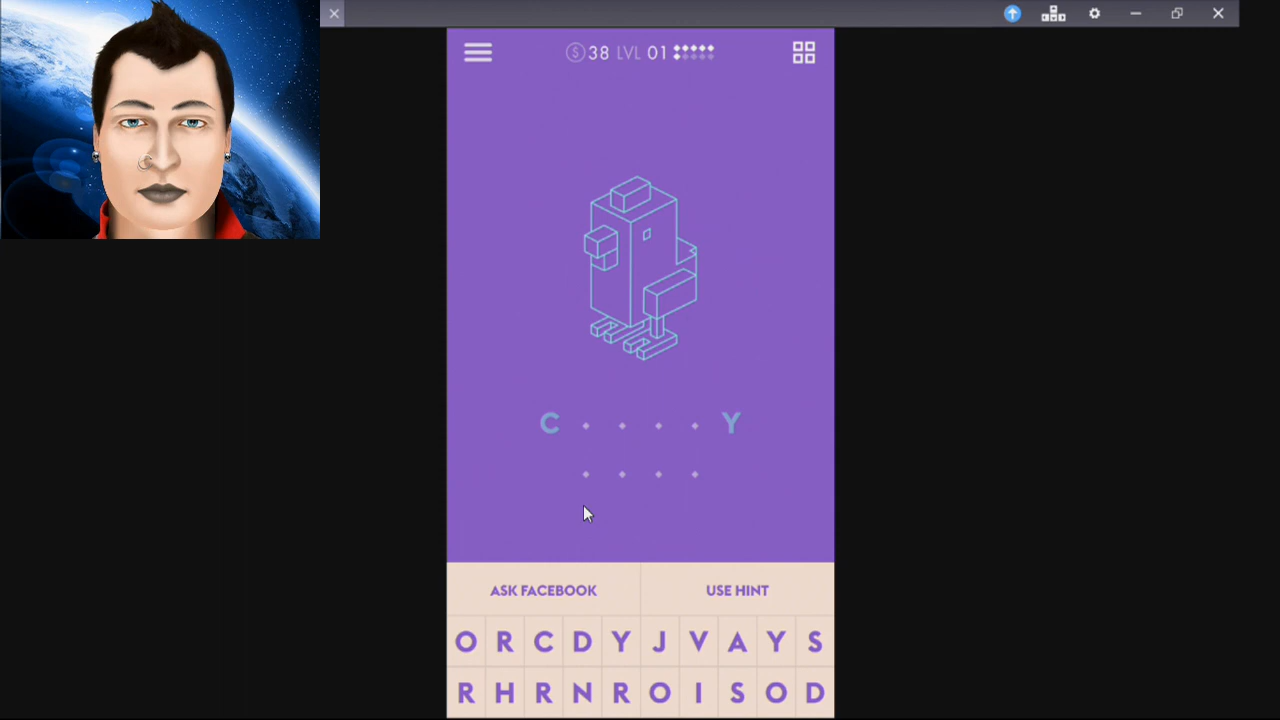 38 LVL 01
C Y
ASK FACEBOOK USE HINT
O R C D Y J V A Y S
R H R N R O I S O D